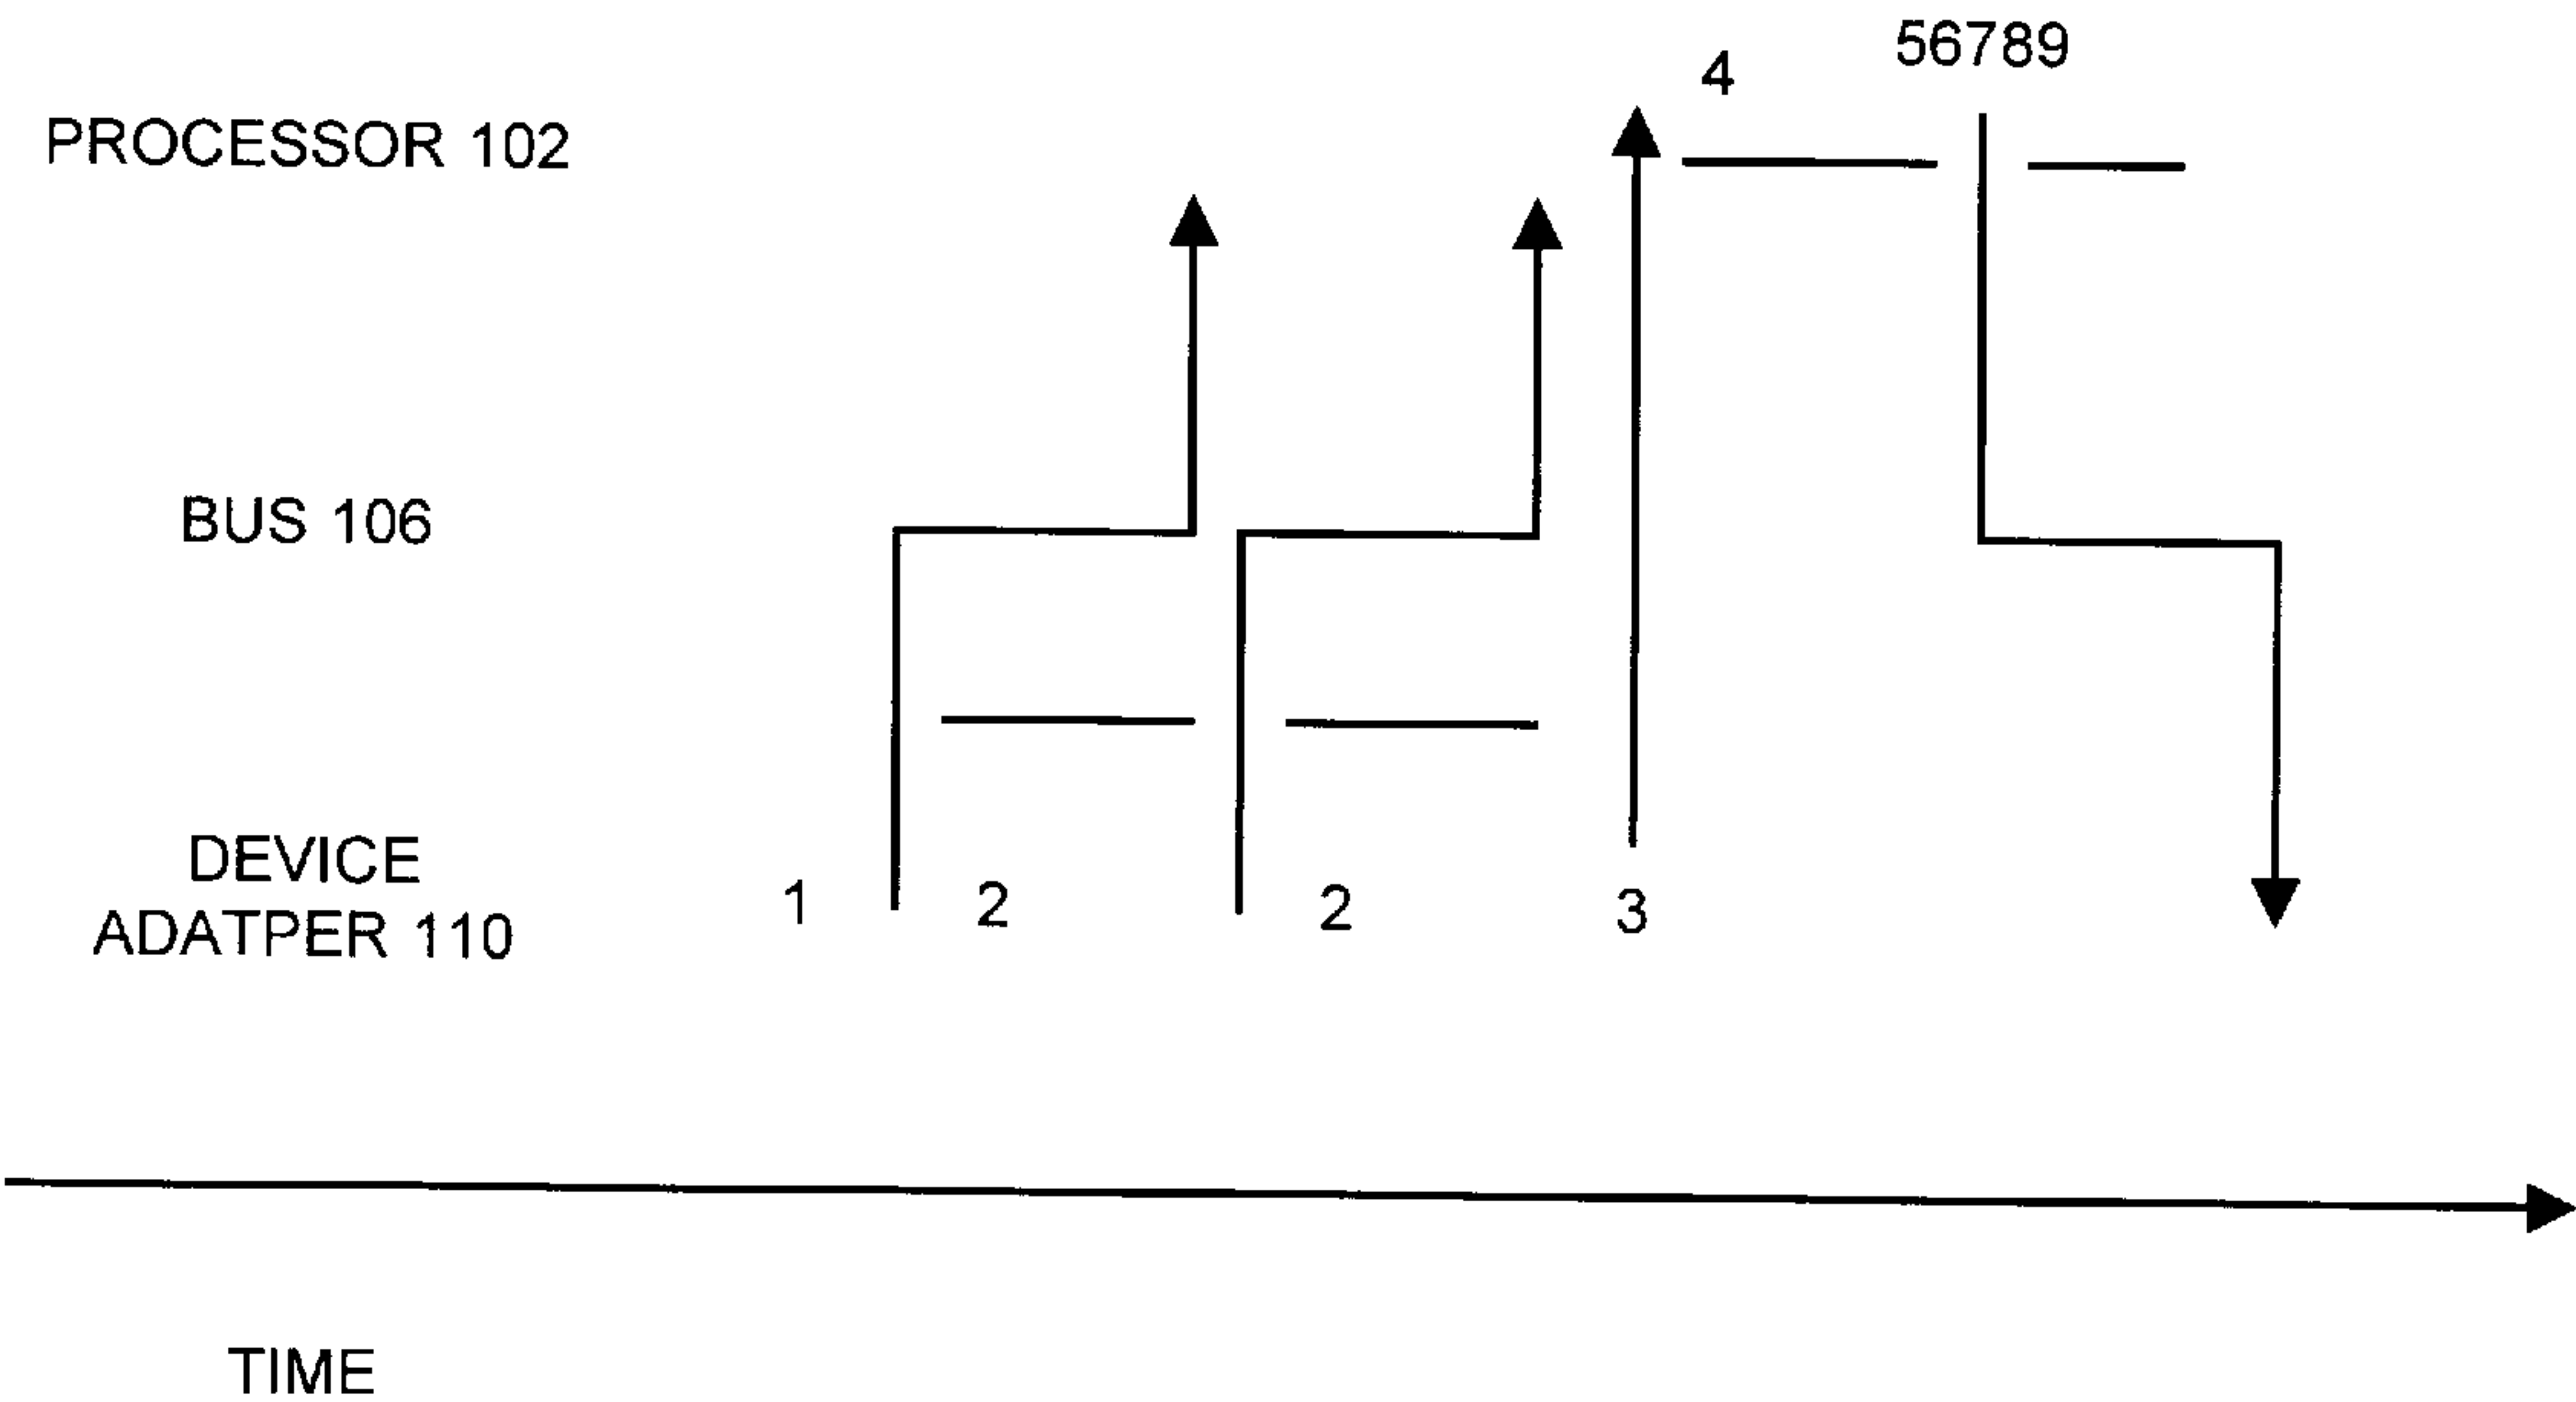 56789
4
PROCESSOR 102
BUS 106
DEVICE
ADATPER 110
1 2 2 3
TIME